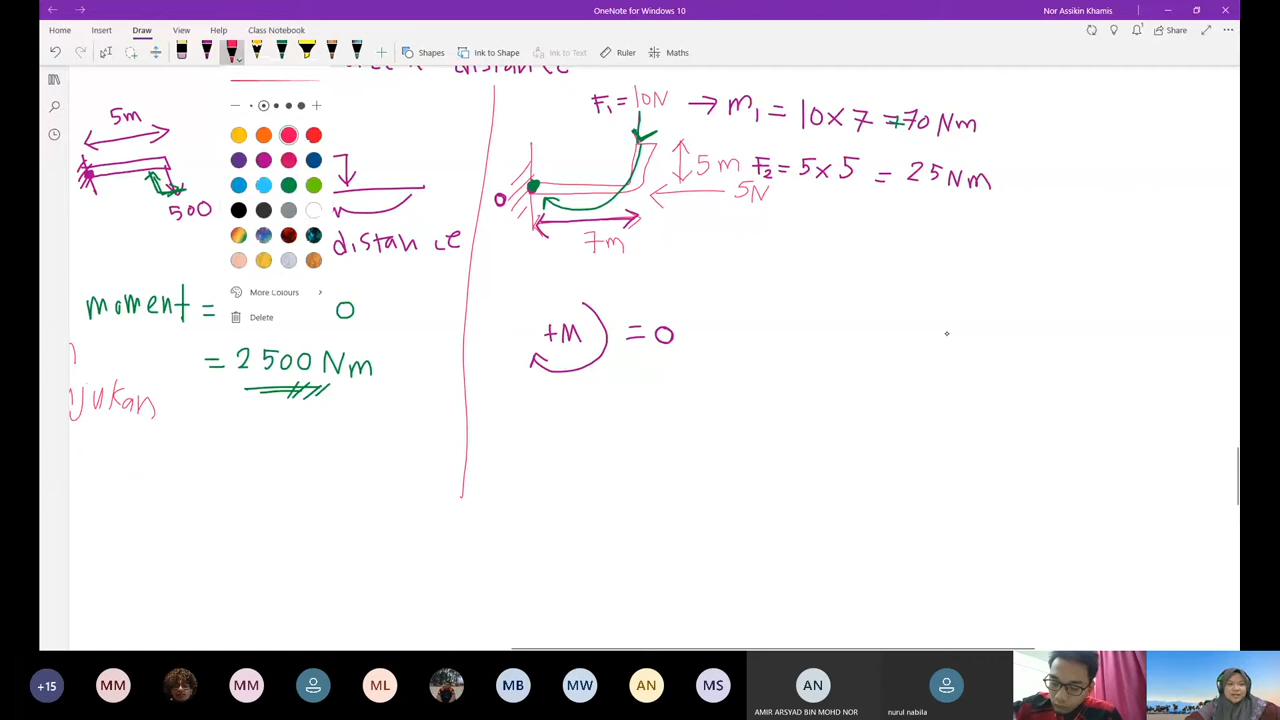 OneNote for Windows 10
Nor Assikin Khamis
Home Insert Draw View Help Class Notebook
Share
Shapes Ink to Shape Ink to Text Ruler Maths
distance
5m
500
distance
moment = 0
= 2500 Nm
jukan
More Colours
Delete
F1 = 10N → m1 = 10 x 7 = 70 Nm
5m F2 = 5 x 5 = 25 Nm
5N
o
7m
+M = 0
+15 MM MM ML MB MW AN MS AN
AMIR ARSYAD BIN MOHD NOR
nurul nabila